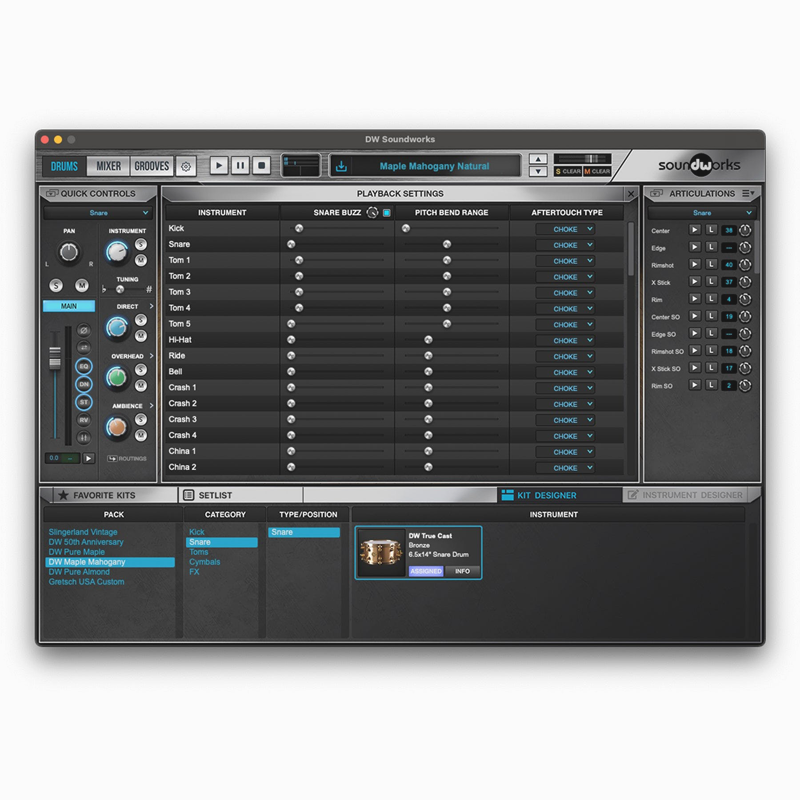 DW Soundworks
DRUMS MIXER GROOVES
Maple Mahogany Natural
S CLEAR M CLEAR
soundworks
QUICK CONTROLS
Snare
PAN
L R
S M
MAIN
EQ
ST
RV
0.0 --
INSTRUMENT
S
M
TUNING
♭ #
DIRECT
S
M
OVERHEAD
S
M
AMBIENCE
S
M
ROUTINGS
PLAYBACK SETTINGS
INSTRUMENT SNARE BUZZ PITCH BEND RANGE AFTERTOUCH TYPE
Kick CHOKE
Snare CHOKE
Tom 1 CHOKE
Tom 2 CHOKE
Tom 3 CHOKE
Tom 4 CHOKE
Tom 5 CHOKE
Hi-Hat CHOKE
Ride CHOKE
Bell CHOKE
Crash 1 CHOKE
Crash 2 CHOKE
Crash 3 CHOKE
Crash 4 CHOKE
China 1 CHOKE
China 2 CHOKE
ARTICULATIONS
Snare
Center L 38
Edge L --
Rimshot L 40
X Stick L 37
Rim L 4
Center SO L 19
Edge SO L --
Rimshot SO L 18
X Stick SO L 17
Rim SO L 2
FAVORITE KITS SETLIST KIT DESIGNER INSTRUMENT DESIGNER
PACK CATEGORY TYPE/POSITION INSTRUMENT
Slingerland Vintage
DW 50th Anniversary
DW Pure Maple
DW Maple Mahogany
DW Pure Almond
Gretsch USA Custom
Kick
Snare
Toms
Cymbals
FX
Snare
DW True Cast
Bronze
6.5x14" Snare Drum
ASSIGNED INFO